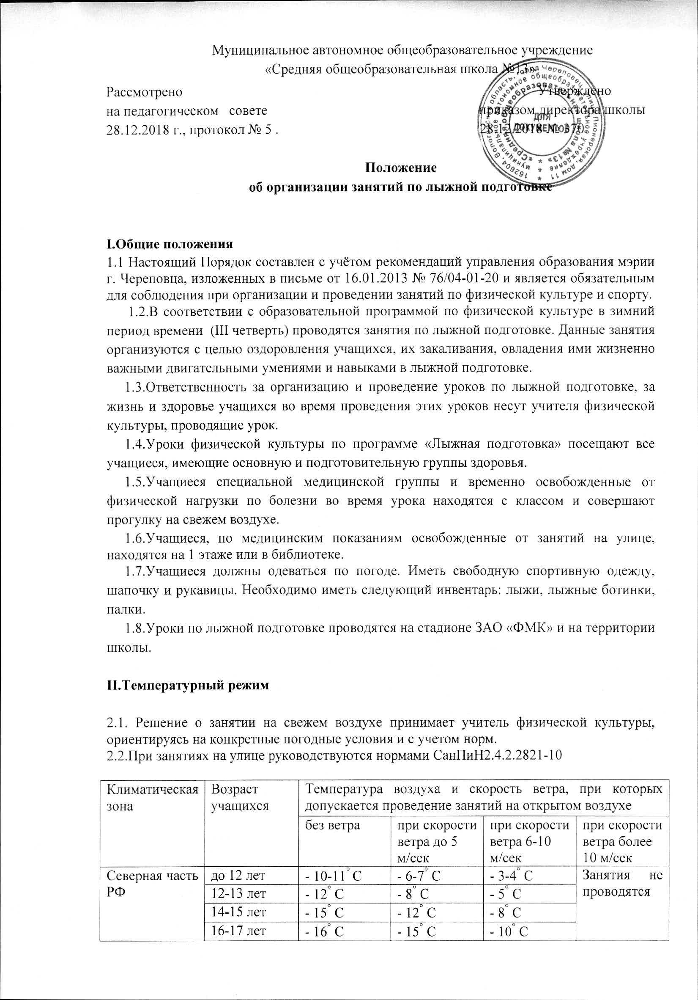 Муниципальное автономное общеобразовательное учреждение
«Средняя общеобразовательная школа №13»
Рассмотрено
Утверждено
на педагогическом совете
приказом директора школы
28.12.2018 г., протокол № 5 .
28.12.2018 № 370
162604, Вологодская область, город Череповец, улица Пионерская, дом 11
муниципальное автономное общеобразовательное учреждение
«Средняя общеобразовательная школа №13»
ДЛЯ
ДОКУМЕНТОВ
Положение
об организации занятий по лыжной подготовке
I.Общие положения
1.1 Настоящий Порядок составлен с учётом рекомендаций управления образования мэрии
г. Череповца, изложенных в письме от 16.01.2013 № 76/04-01-20 и является обязательным
для соблюдения при организации и проведении занятий по физической культуре и спорту.
1.2.В соответствии с образовательной программой по физической культуре в зимний
период времени (III четверть) проводятся занятия по лыжной подготовке. Данные занятия
организуются с целью оздоровления учащихся, их закаливания, овладения ими жизненно
важными двигательными умениями и навыками в лыжной подготовке.
1.3.Ответственность за организацию и проведение уроков по лыжной подготовке, за
жизнь и здоровье учащихся во время проведения этих уроков несут учителя физической
культуры, проводящие урок.
1.4.Уроки физической культуры по программе «Лыжная подготовка» посещают все
учащиеся, имеющие основную и подготовительную группы здоровья.
1.5.Учащиеся специальной медицинской группы и временно освобожденные от
физической нагрузки по болезни во время урока находятся с классом и совершают
прогулку на свежем воздухе.
1.6.Учащиеся, по медицинским показаниям освобожденные от занятий на улице,
находятся на 1 этаже или в библиотеке.
1.7.Учащиеся должны одеваться по погоде. Иметь свободную спортивную одежду,
шапочку и рукавицы. Необходимо иметь следующий инвентарь: лыжи, лыжные ботинки,
палки.
1.8.Уроки по лыжной подготовке проводятся на стадионе ЗАО «ФМК» и на территории
школы.
II.Температурный режим
2.1. Решение о занятии на свежем воздухе принимает учитель физической культуры,
ориентируясь на конкретные погодные условия и с учетом норм.
2.2.При занятиях на улице руководствуются нормами СанПиН2.4.2.2821-10
Климатическая
зона
Возраст
учащихся
Температура воздуха и скорость ветра, при которых
допускается проведение занятий на открытом воздухе
без ветра
при скорости
ветра до 5
м/сек
при скорости
ветра 6-10
м/сек
при скорости
ветра более
10 м/сек
Северная часть
РФ
до 12 лет
- 10-11° С
- 6-7° С
- 3-4° С
Занятия не
проводятся
12-13 лет
- 12° С
- 8° С
- 5° С
14-15 лет
- 15° С
- 12° С
- 8° С
16-17 лет
- 16° С
- 15° С
- 10° С